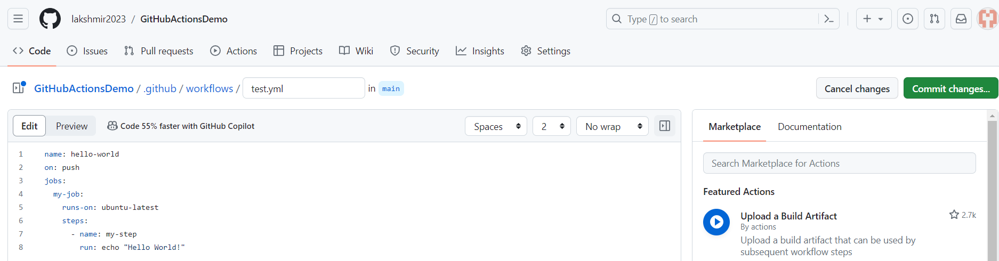 lakshmir2023 / GitHubActionsDemo
Type / to search
Code Issues Pull requests Actions Projects Wiki Security Insights Settings
GitHubActionsDemo / .github / workflows / test.yml in main
Cancel changes Commit changes...
Edit Preview Code 55% faster with GitHub Copilot Spaces 2 No wrap
1 name: hello-world
2 on: push
3 jobs:
4 my-job:
5 runs-on: ubuntu-latest
6 steps:
7 - name: my-step
8 run: echo "Hello World!"
Marketplace Documentation
Search Marketplace for Actions
Featured Actions
Upload a Build Artifact 2.7k
By actions
Upload a build artifact that can be used by
subsequent workflow steps